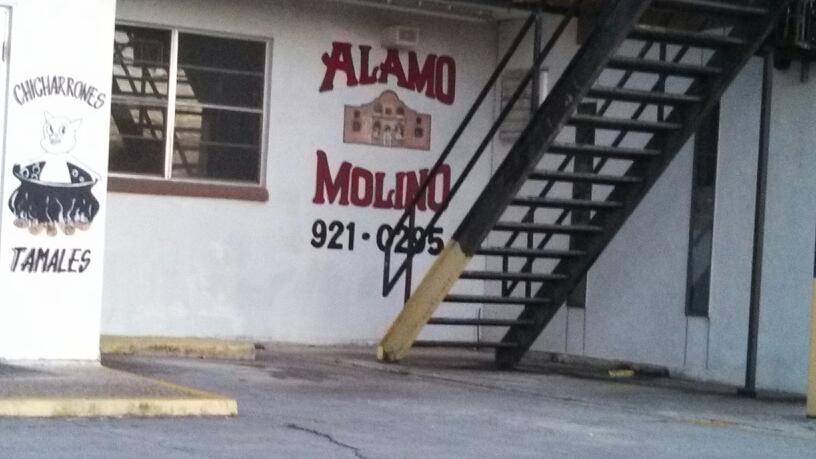 CHICHARRONES
TAMALES
ALAMO
MOLINO
921·0295